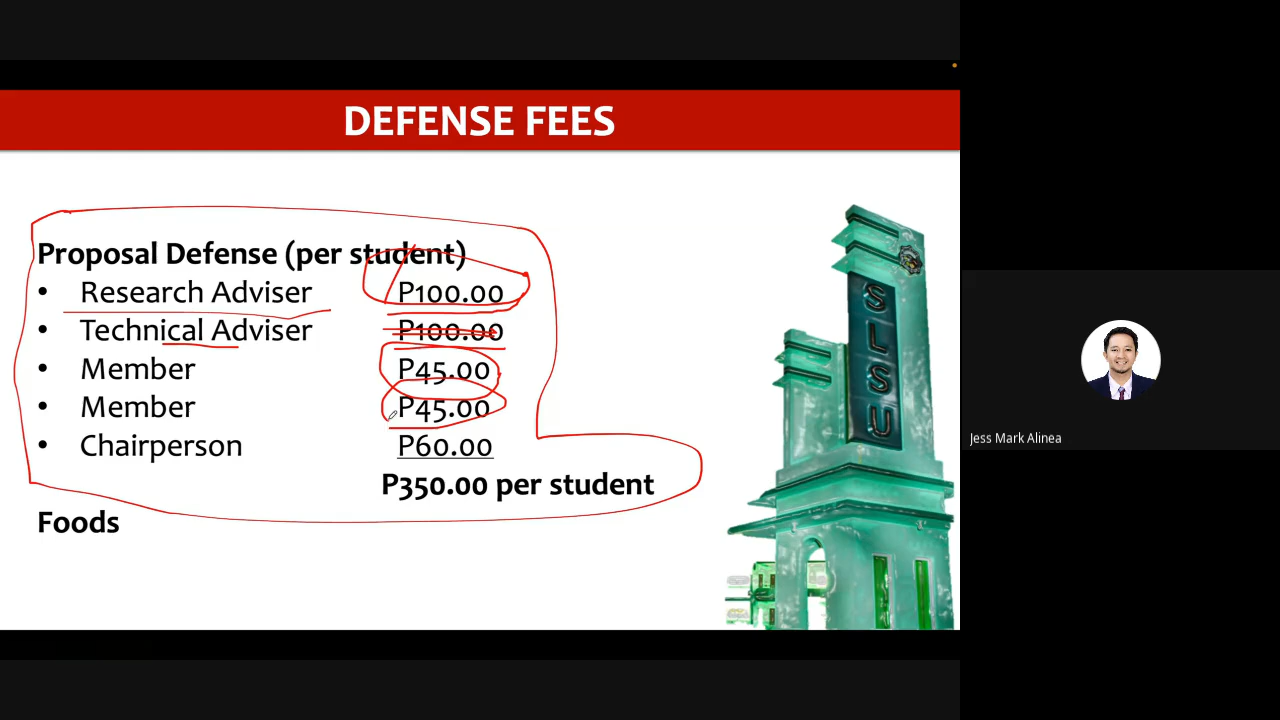 DEFENSE FEES
Proposal Defense (per student)
• Research Adviser P100.00
• Technical Adviser P100.00
• Member P45.00
• Member P45.00
• Chairperson P60.00
P350.00 per student
Foods
SLSU
Jess Mark Alinea